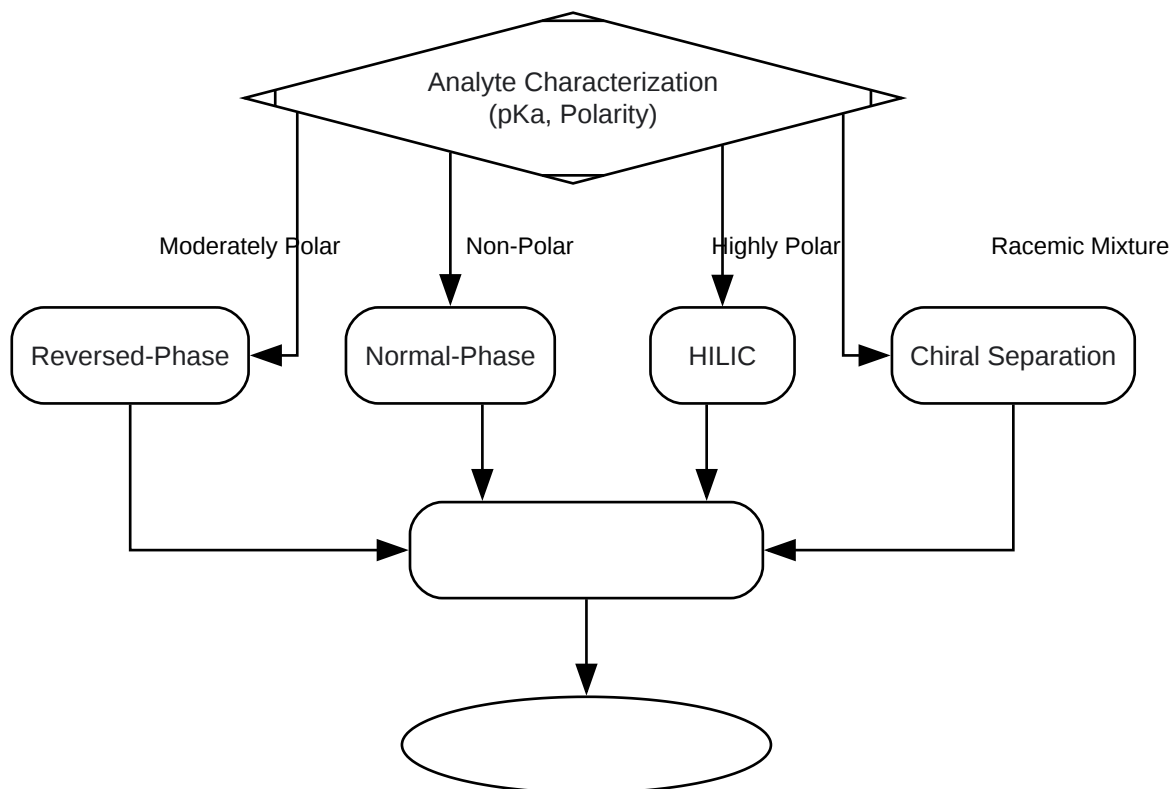 Analyte Characterization
(pKa, Polarity)
Moderately Polar
Non-Polar
Highly Polar
Racemic Mixture
Reversed-Phase
Normal-Phase
HILIC
Chiral Separation